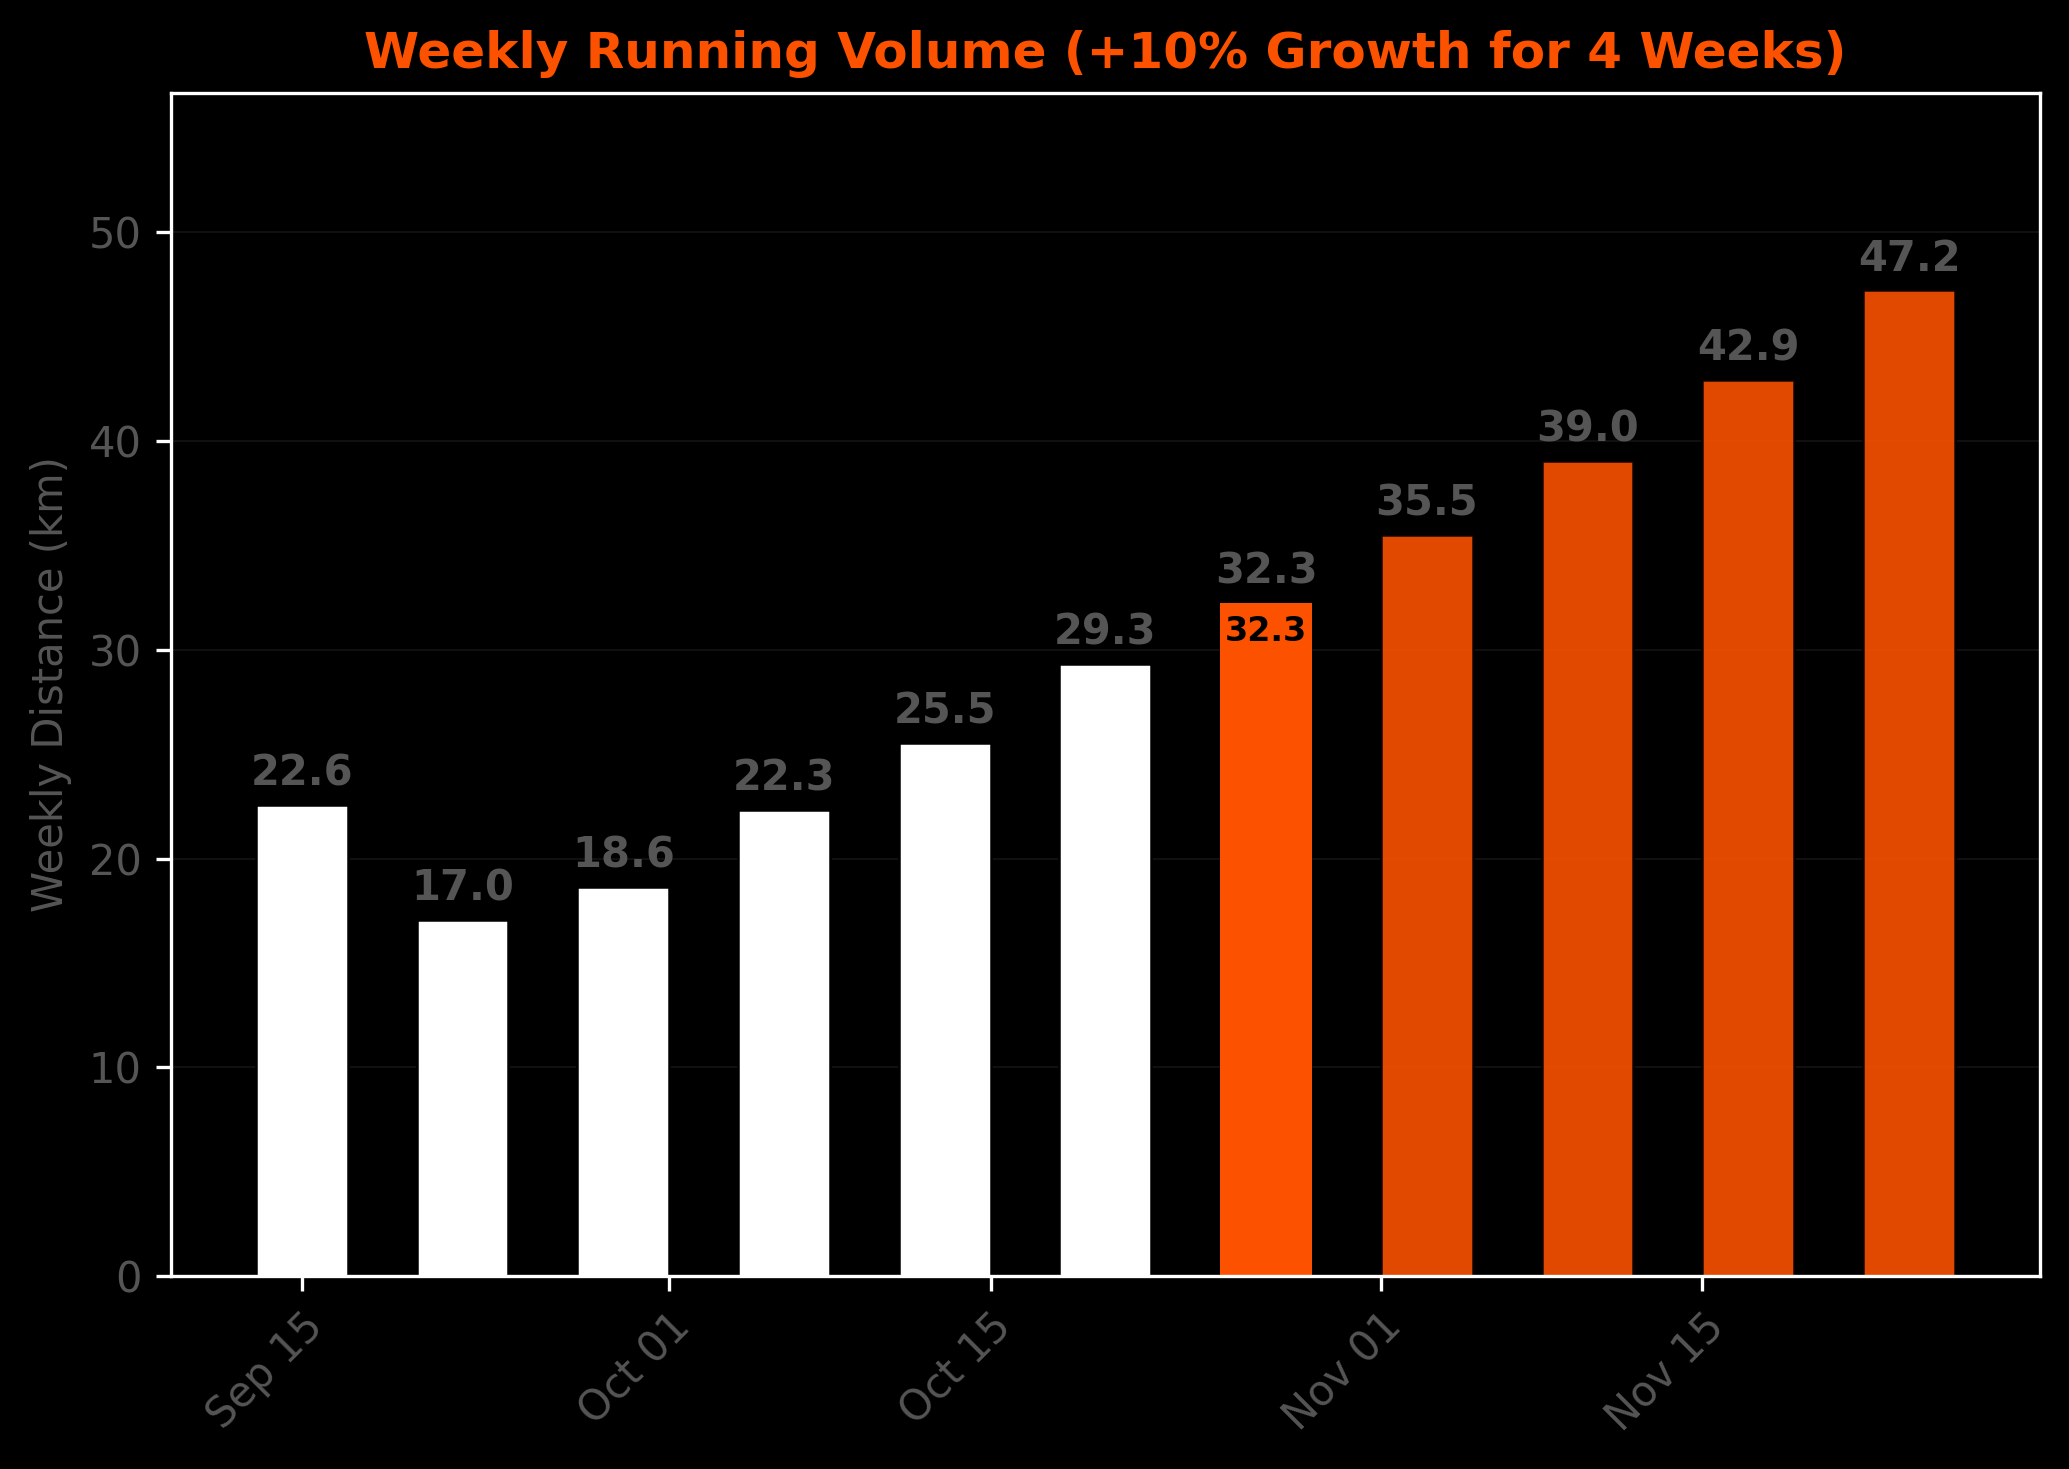 Weekly Running Volume (+10% Growth for 4 Weeks)
Weekly Distance (km)
50
40
30
20
10
0
22.6
17.0
18.6
22.3
25.5
29.3
32.3
32.3
35.5
39.0
42.9
47.2
Sep 15
Oct 01
Oct 15
Nov 01
Nov 15